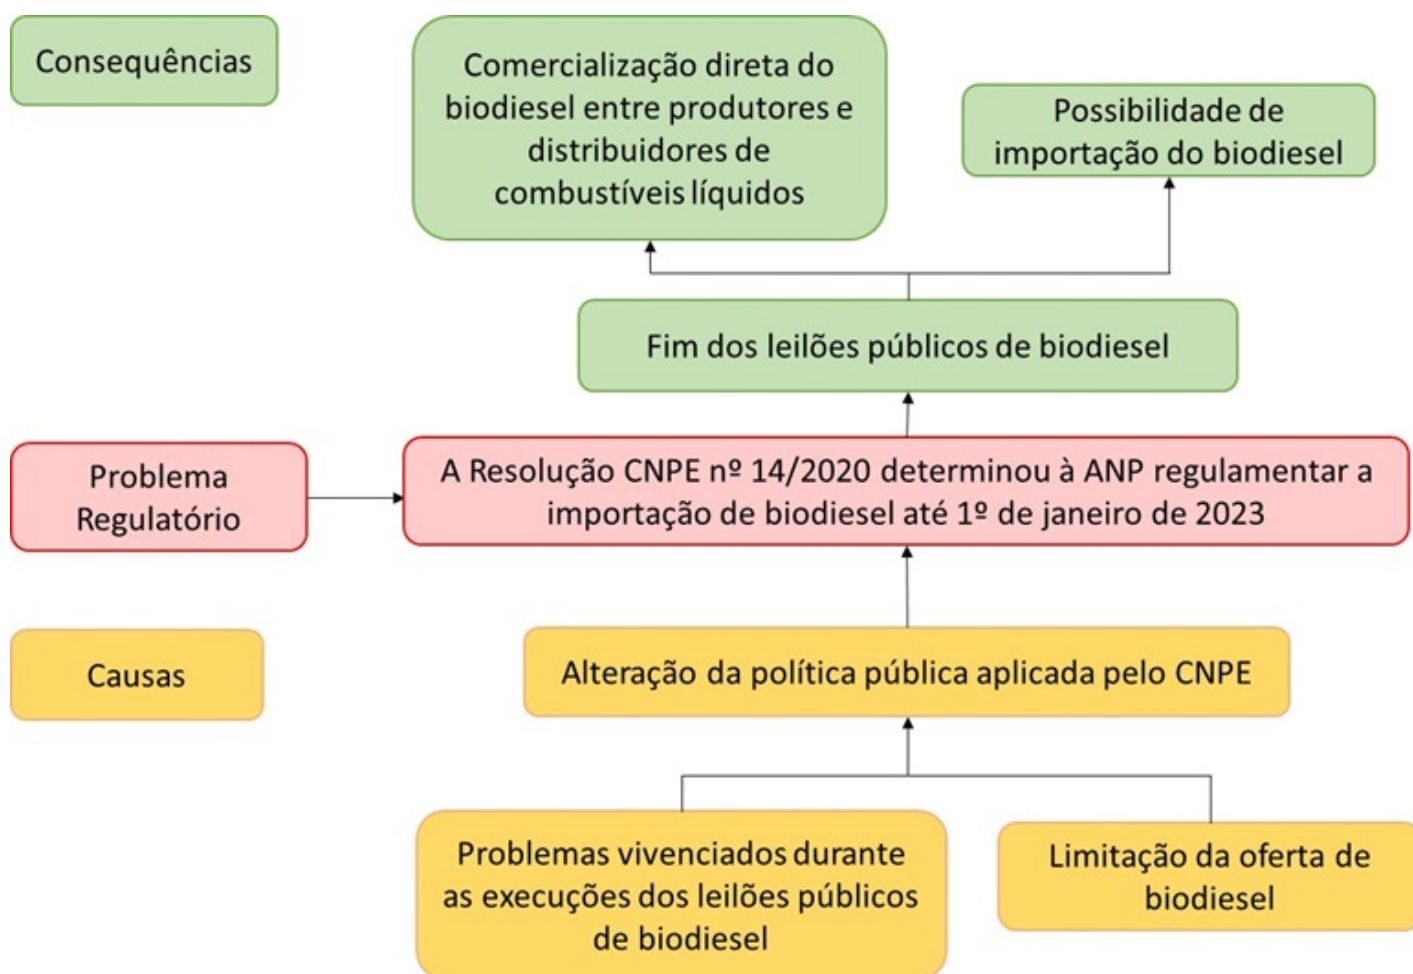 Consequências
Comercialização direta do
biodiesel entre produtores e
distribuidores de
combustíveis líquidos
Possibilidade de
importação do biodiesel
Fim dos leilões públicos de biodiesel
Problema
Regulatório
A Resolução CNPE nº 14/2020 determinou à ANP regulamentar a
importação de biodiesel até 1º de janeiro de 2023
Causas
Alteração da política pública aplicada pelo CNPE
Problemas vivenciados durante
as execuções dos leilões públicos
de biodiesel
Limitação da oferta de
biodiesel